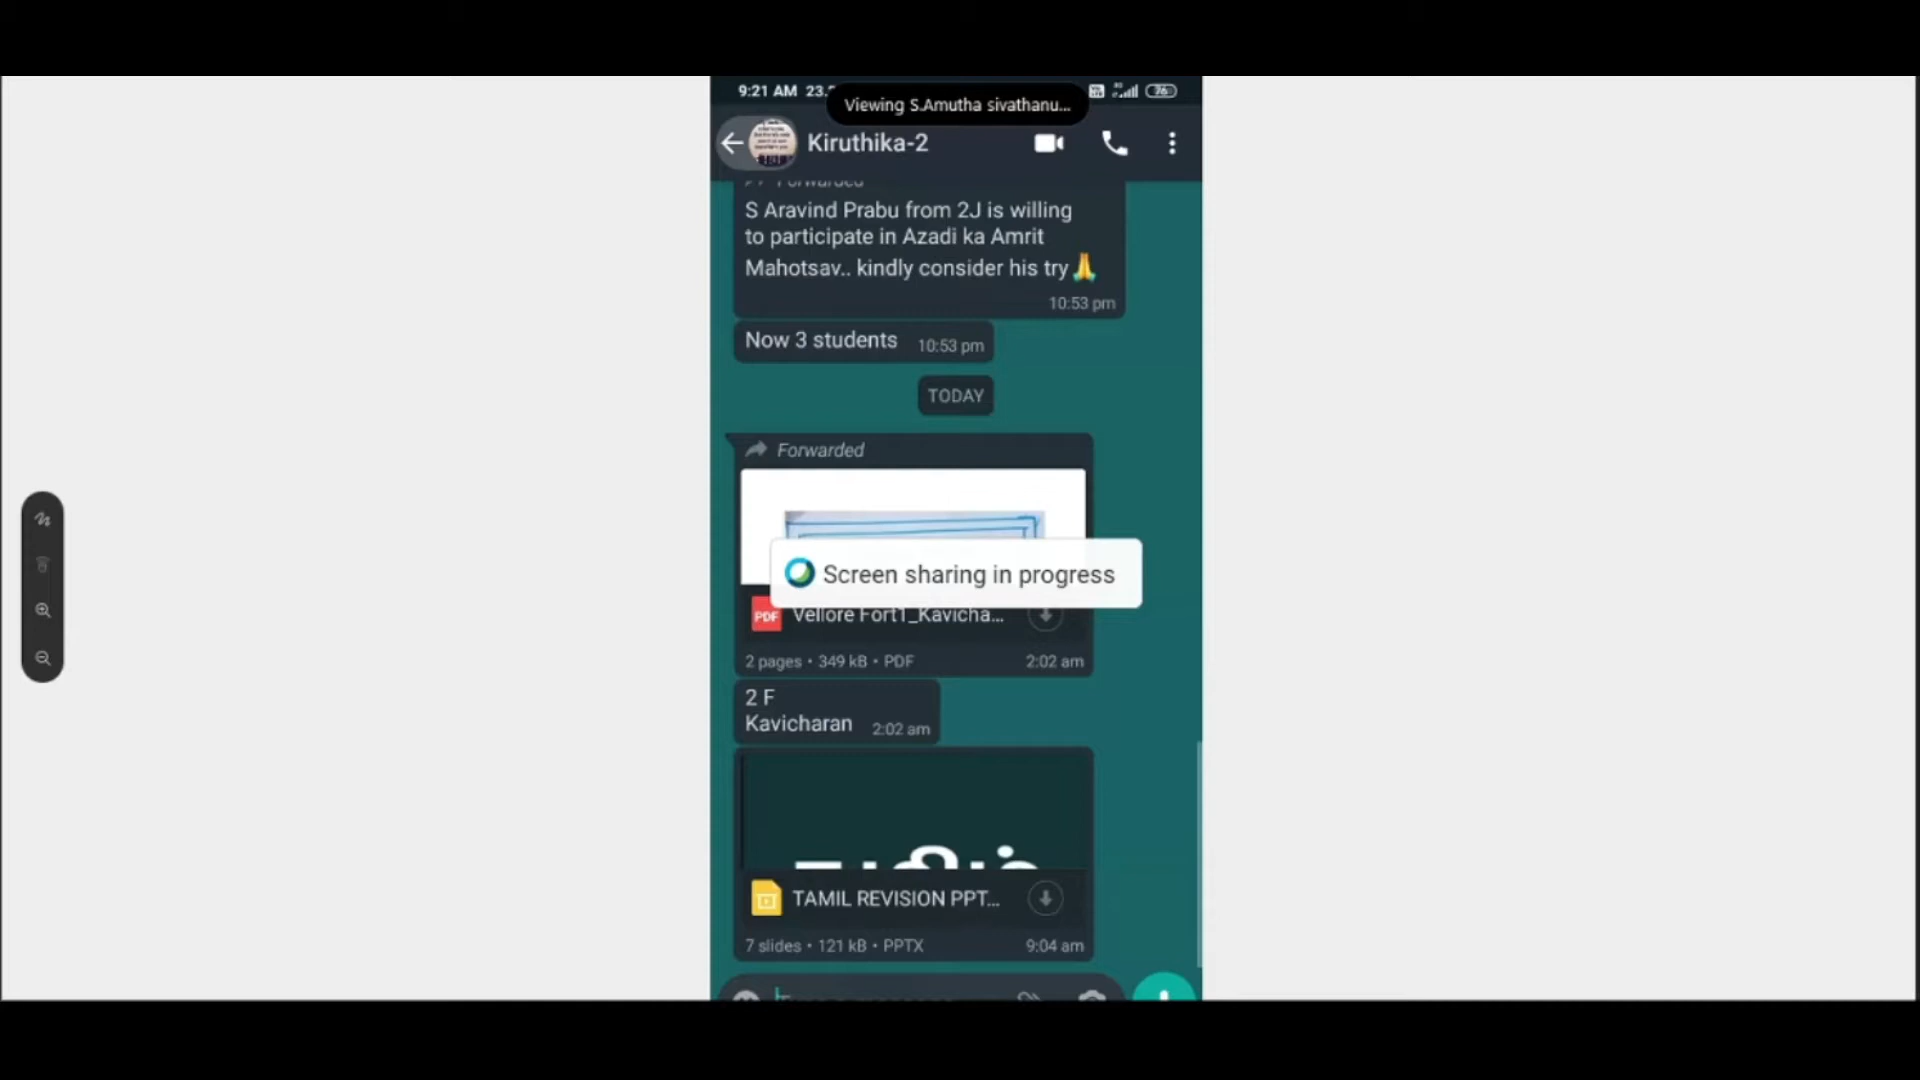 9:21 AM 23.
Viewing S.Amutha sivathanu...
76
Kiruthika-2
Forwarded
S Aravind Prabu from 2J is willing
to participate in Azadi ka Amrit
Mahotsav.. kindly consider his try🙏
10:53 pm
Now 3 students 10:53 pm
TODAY
Forwarded
Screen sharing in progress
PDF Vellore Fort1_Kavicha...
2 pages • 349 kB • PDF 2:02 am
2 F
Kavicharan 2:02 am
TAMIL REVISION PPT...
7 slides • 121 kB • PPTX 9:04 am